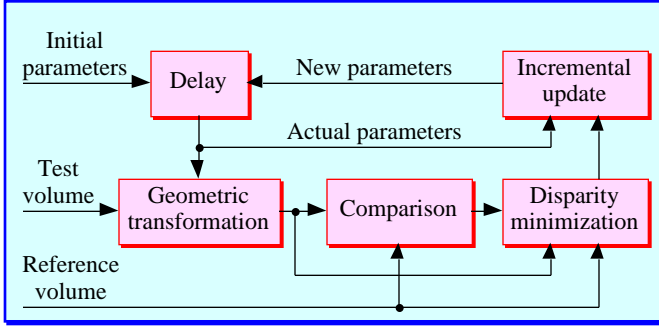 Initial
parameters
Delay
New parameters
Incremental
update
Actual parameters
Test
volume
Geometric
transformation
Comparison
Disparity
minimization
Reference
volume